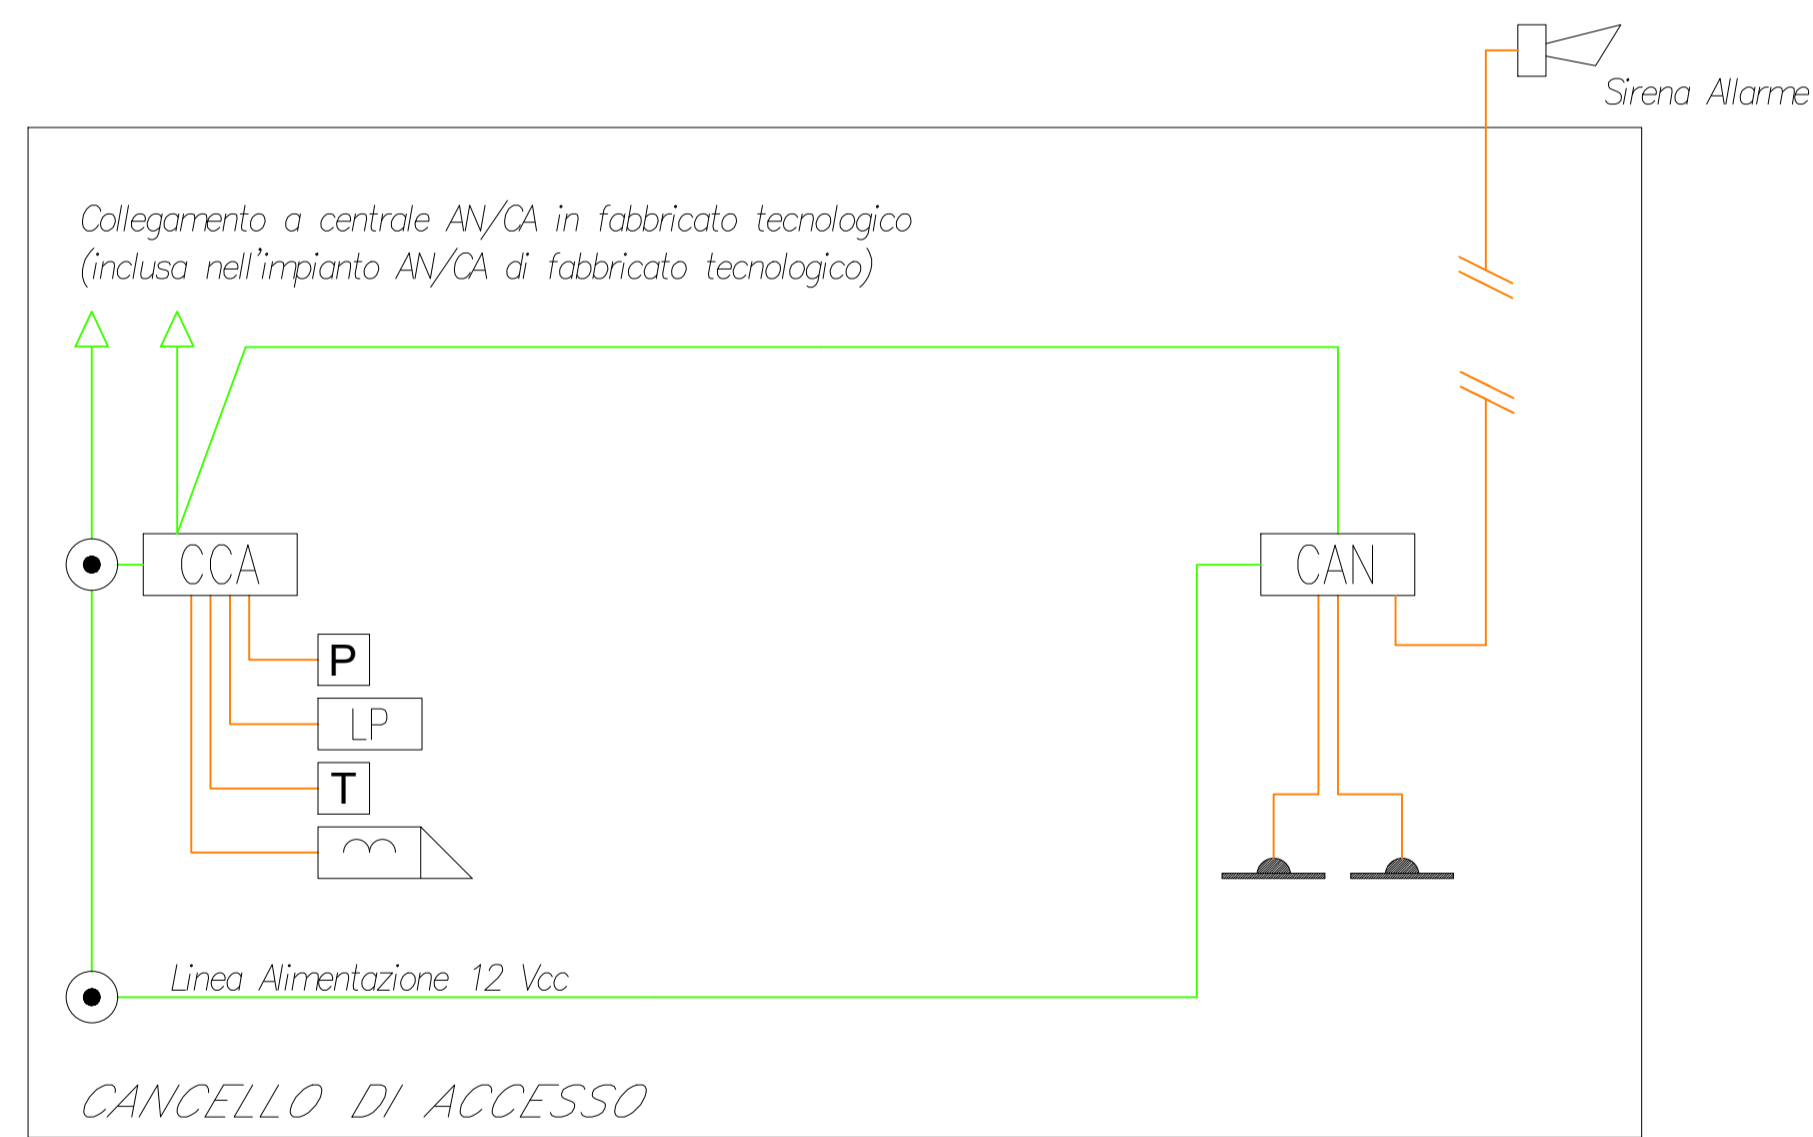 Sirena Allarme
Collegamento a centrale AN/CA in fabbricato tecnologico
(inclusa nell'impianto AN/CA di fabbricato tecnologico)
CCA
CAN
P
LP
T
Linea Alimentazione 12 Vcc
CANCELLO DI ACCESSO